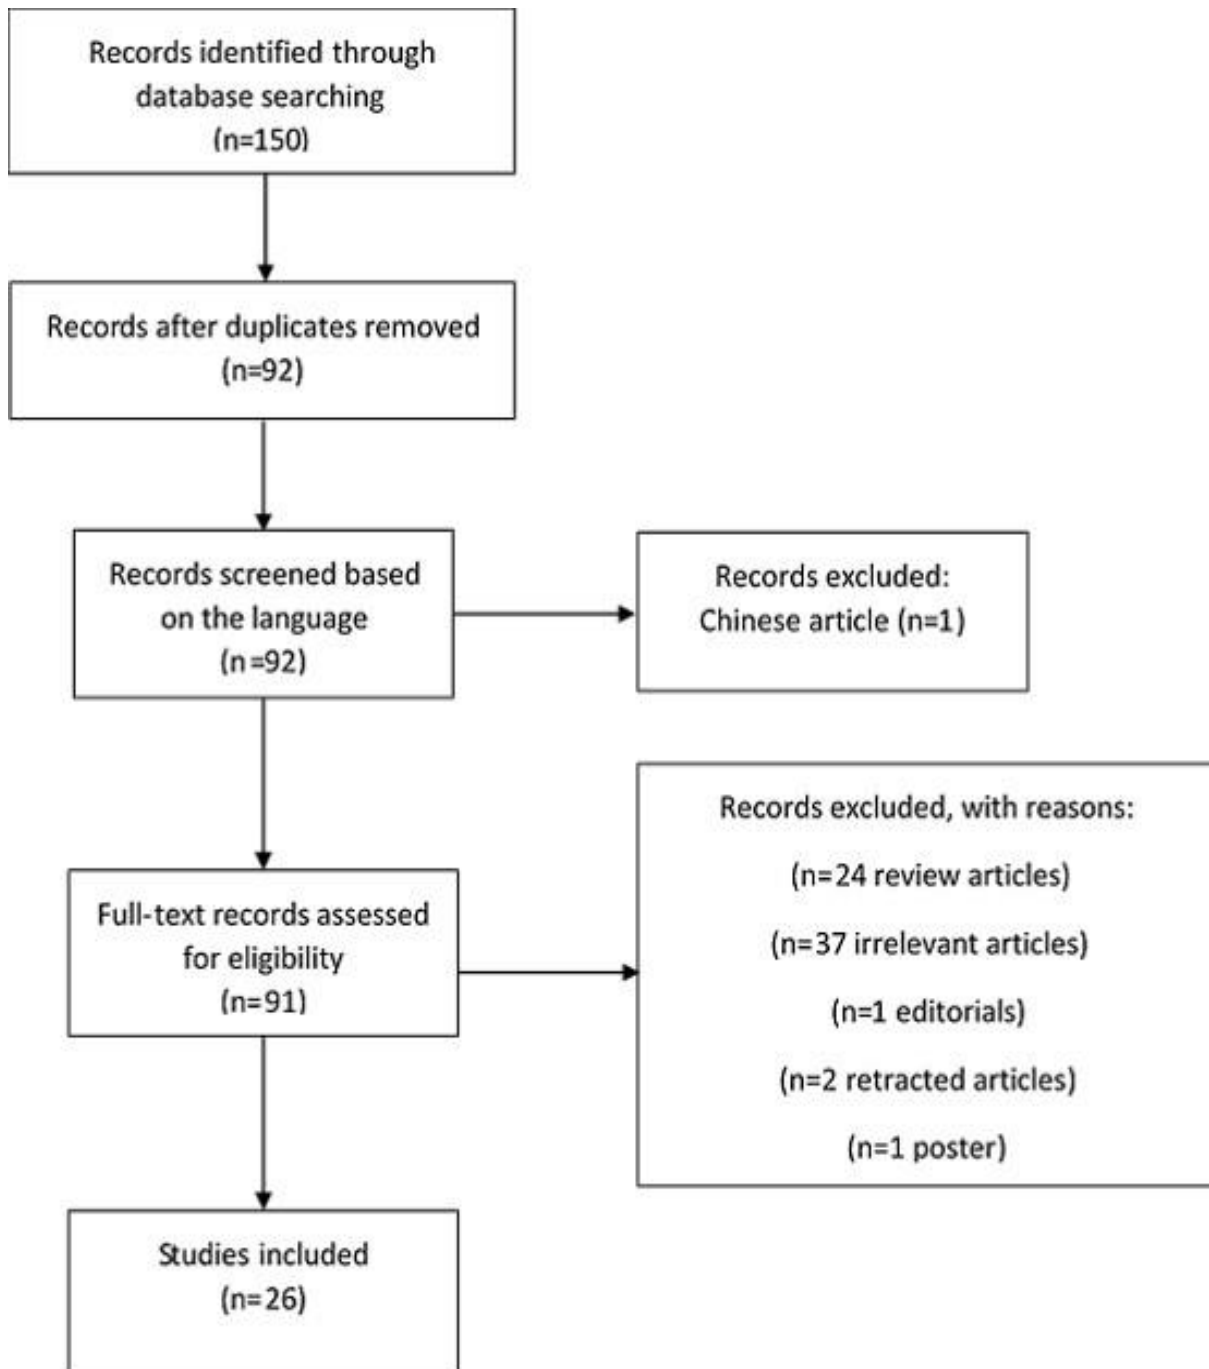 Records identified through
database searching
(n=150)
Records after duplicates removed
(n=92)
Records screened based
on the language
(n=92)
Records excluded:
Chinese article (n=1)
Full-text records assessed
for eligibility
(n=91)
Records excluded, with reasons:
(n=24 review articles)
(n=37 irrelevant articles)
(n=1 editorials)
(n=2 retracted articles)
(n=1 poster)
Studies included
(n=26)